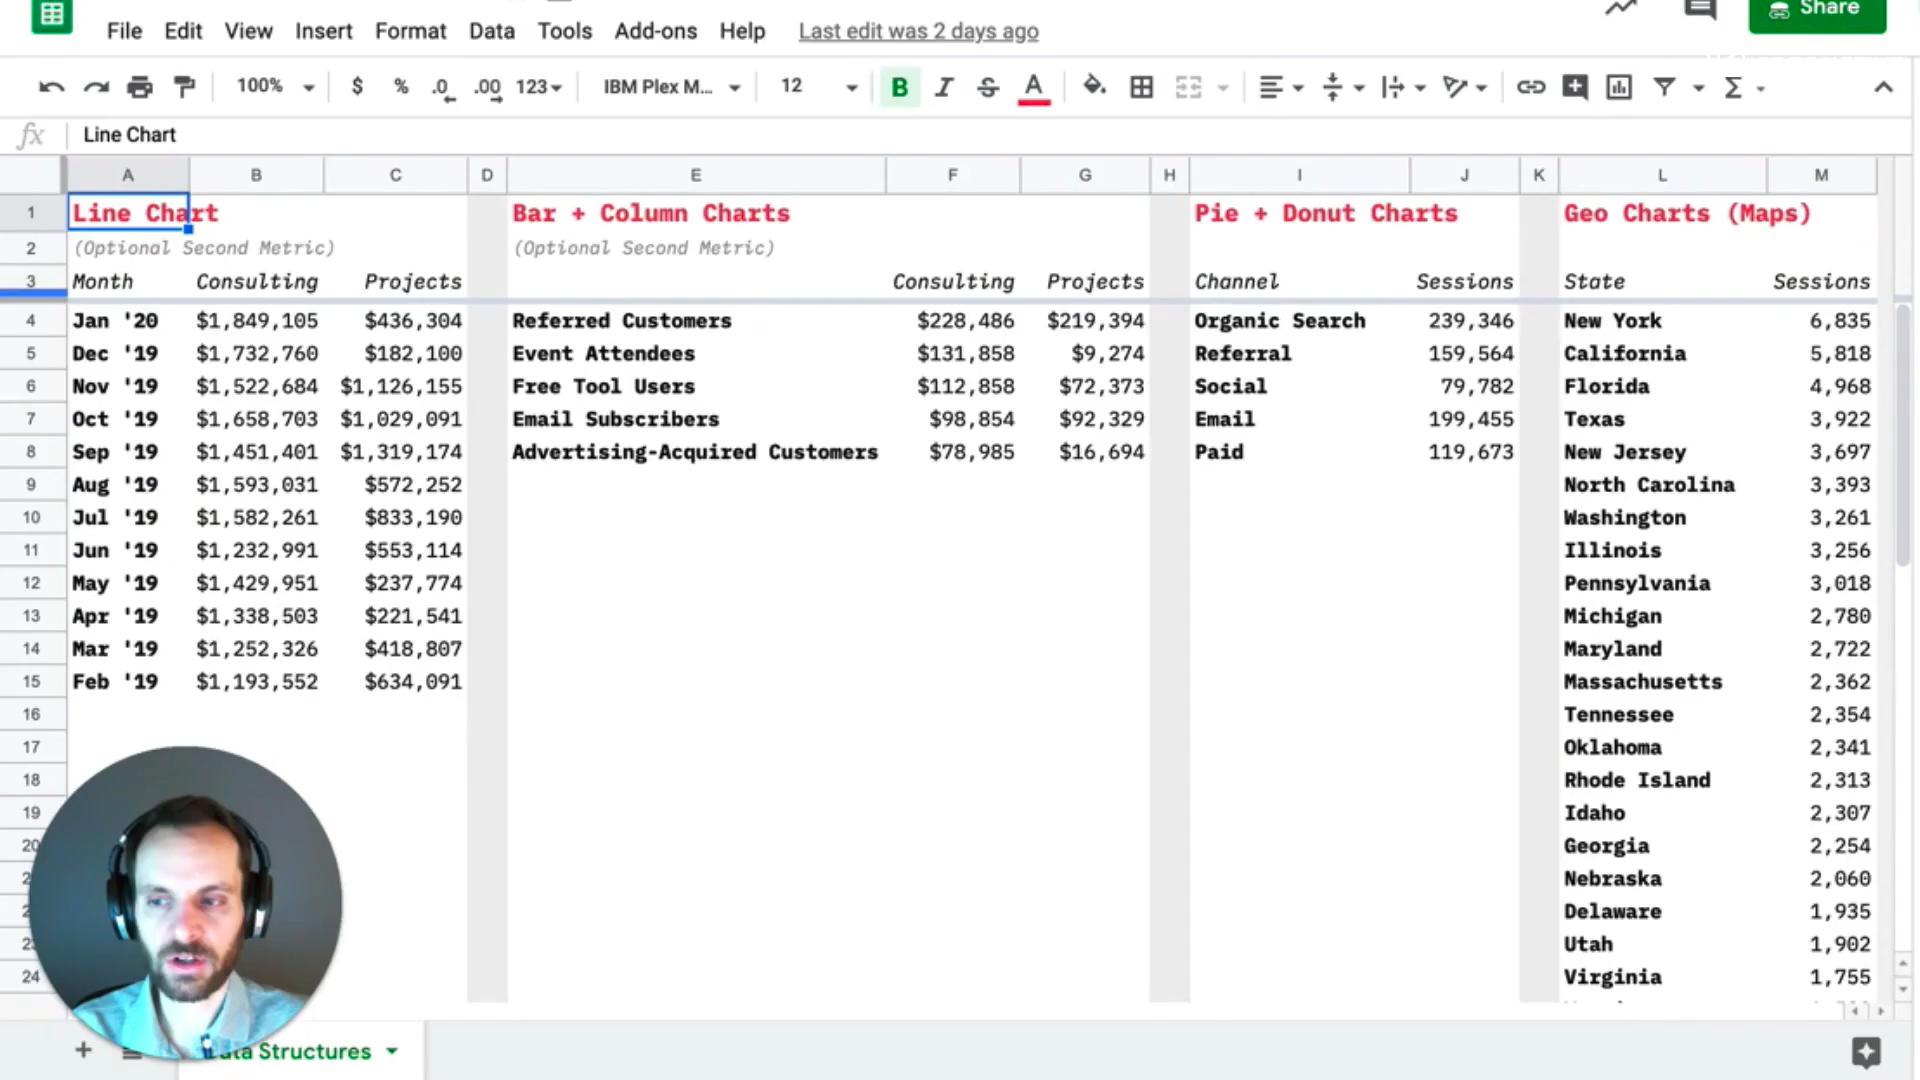 Share
File Edit View Insert Format Data Tools Add-ons Help Last edit was 2 days ago
100% $ % .0 .00 123 IBM Plex M... 12 B I S A Σ
fx Line Chart
A B C D E F G H I J K L M
1 Line Chart Bar + Column Charts Pie + Donut Charts Geo Charts (Maps)
2 (Optional Second Metric) (Optional Second Metric)
3 Month Consulting Projects Consulting Projects Channel Sessions State Sessions
4 Jan '20 $1,849,105 $436,304 Referred Customers $228,486 $219,394 Organic Search 239,346 New York 6,835
5 Dec '19 $1,732,760 $182,100 Event Attendees $131,858 $9,274 Referral 159,564 California 5,818
6 Nov '19 $1,522,684 $1,126,155 Free Tool Users $112,858 $72,373 Social 79,782 Florida 4,968
7 Oct '19 $1,658,703 $1,029,091 Email Subscribers $98,854 $92,329 Email 199,455 Texas 3,922
8 Sep '19 $1,451,401 $1,319,174 Advertising-Acquired Customers $78,985 $16,694 Paid 119,673 New Jersey 3,697
9 Aug '19 $1,593,031 $572,252 North Carolina 3,393
10 Jul '19 $1,582,261 $833,190 Washington 3,261
11 Jun '19 $1,232,991 $553,114 Illinois 3,256
12 May '19 $1,429,951 $237,774 Pennsylvania 3,018
13 Apr '19 $1,338,503 $221,541 Michigan 2,780
14 Mar '19 $1,252,326 $418,807 Maryland 2,722
15 Feb '19 $1,193,552 $634,091 Massachusetts 2,362
16 Tennessee 2,354
17 Oklahoma 2,341
18 Rhode Island 2,313
19 Idaho 2,307
20 Georgia 2,254
Nebraska 2,060
Delaware 1,935
23 Utah 1,902
24 Virginia 1,755
Structures